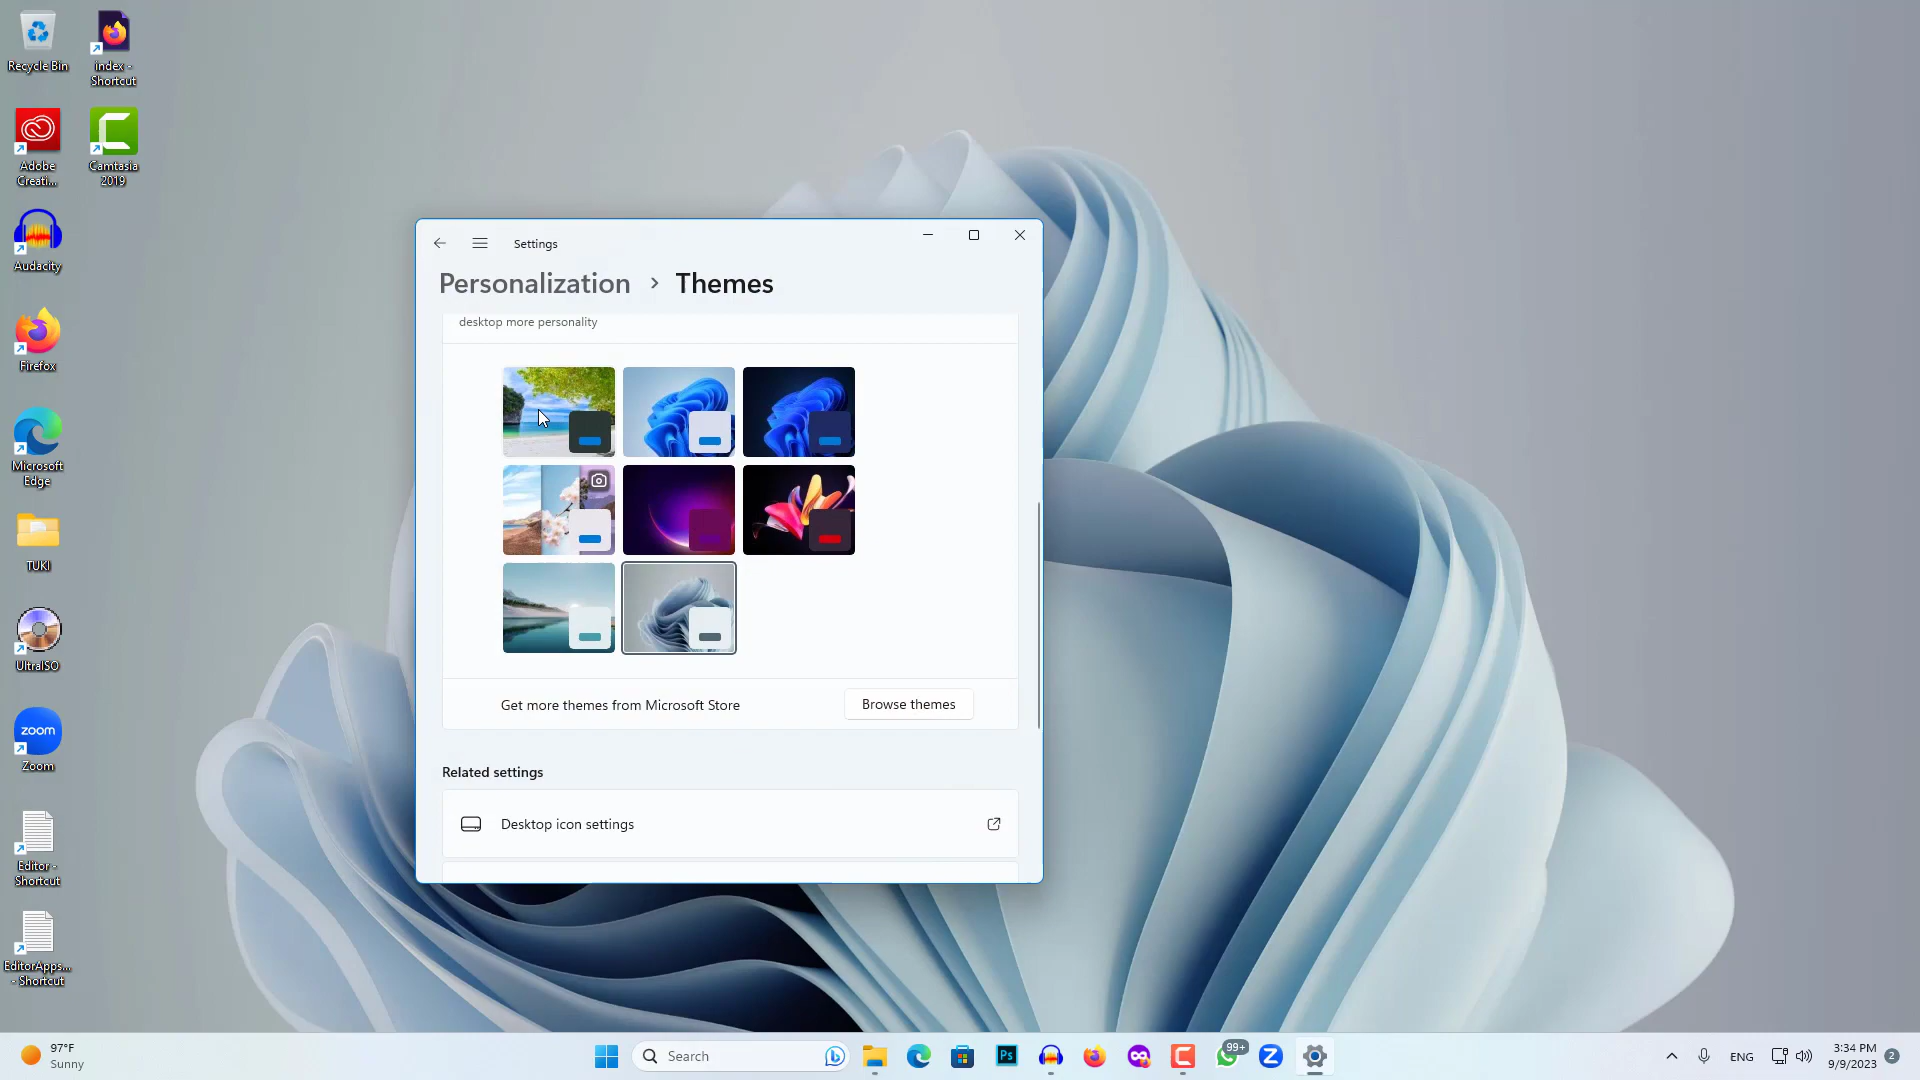 Recycle Bin
index -
Shortcut
Adobe
Creati...
Camtasia
2019
Audacity
Firefox
Microsoft
Edge
TUKI
UltraISO
zoom
Zoom
Editor -
Shortcut
EditorApps...
- Shortcut
Settings
Personalization > Themes
desktop more personality
Get more themes from Microsoft Store
Browse themes
Related settings
Desktop icon settings
97°F
Sunny
Search
Ps
99+
Z
ENG
3:34 PM
9/9/2023
2